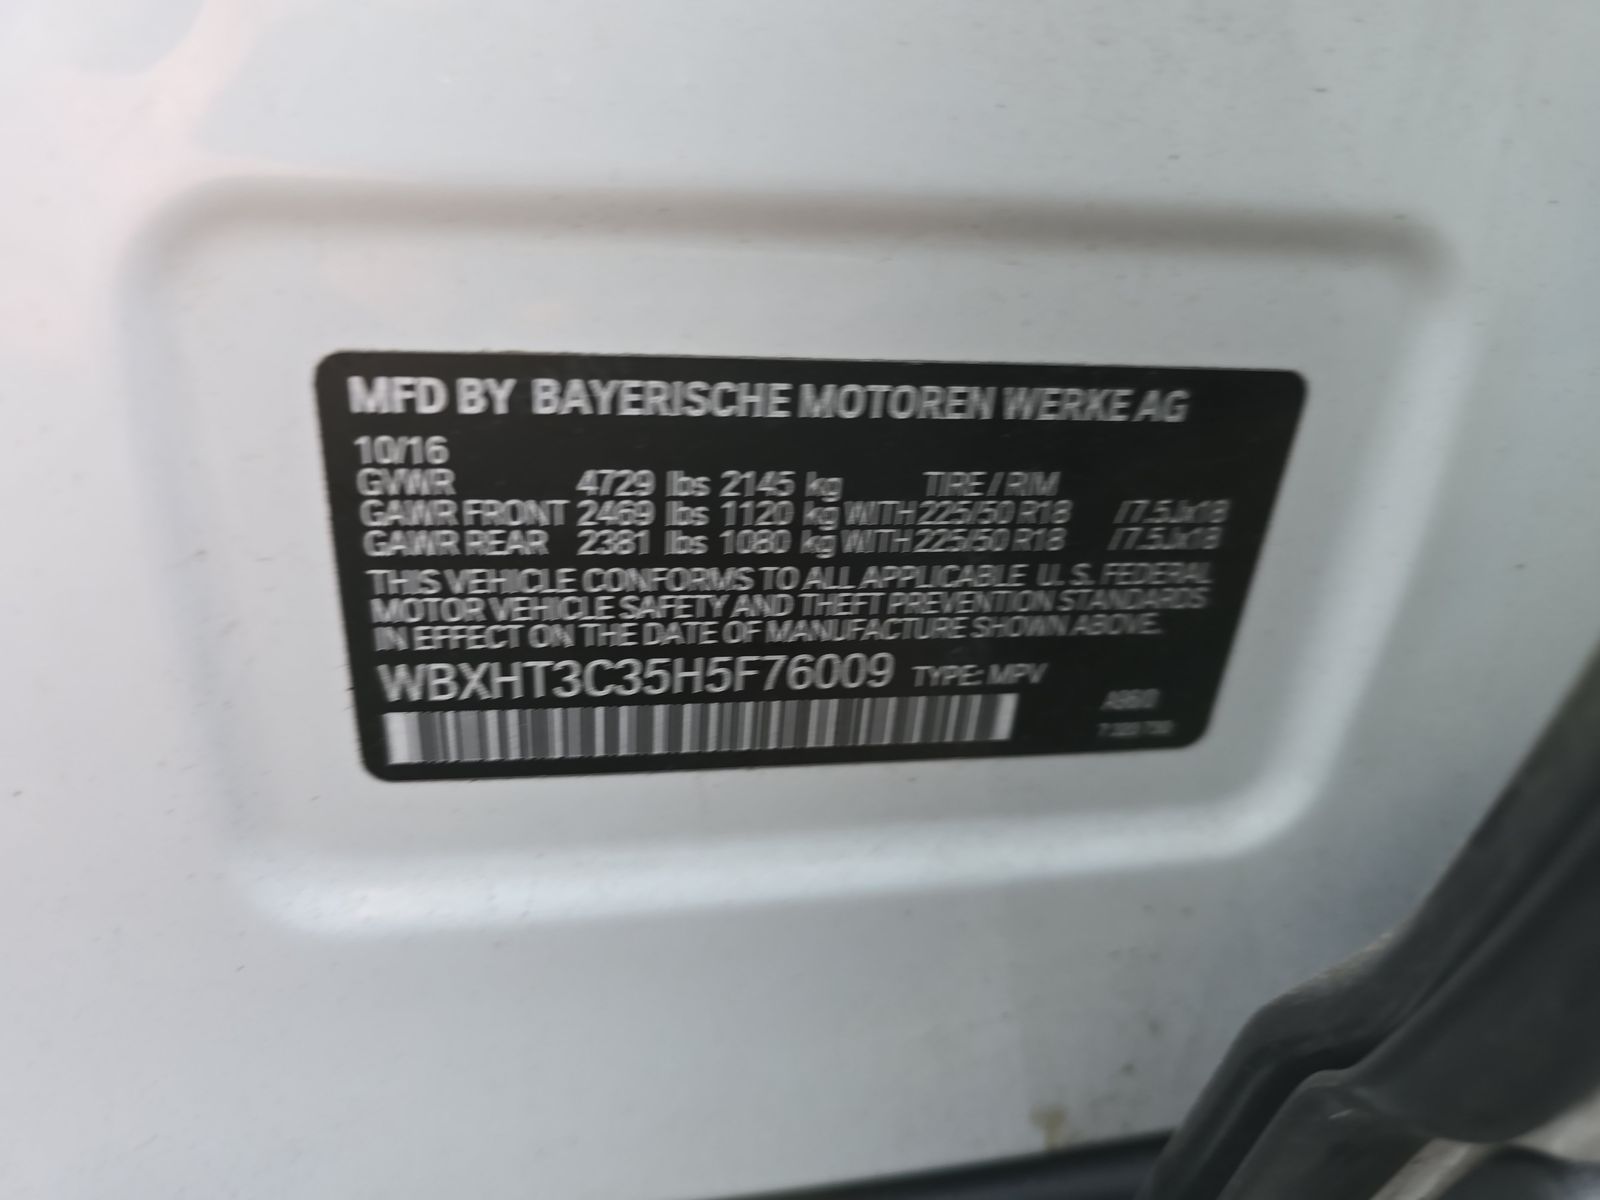 MFD BY BAYERISCHE MOTOREN WERKE AG
10/16
GVWR 4729 lbs 2145 kg TIRE / RIM
GAWR FRONT 2469 lbs 1120 kg WITH 225/50 R18 / 7.5Jx18
GAWR REAR 2381 lbs 1080 kg WITH 225/50 R18 / 7.5Jx18
THIS VEHICLE CONFORMS TO ALL APPLICABLE U. S. FEDERAL
MOTOR VEHICLE SAFETY AND THEFT PREVENTION STANDARDS
IN EFFECT ON THE DATE OF MANUFACTURE SHOWN ABOVE.
WBXHT3C35H5F76009 TYPE: MPV